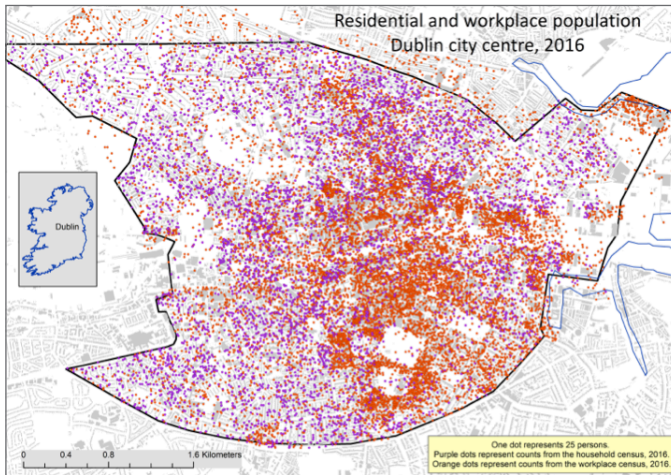 Residential and workplace population
Dublin city centre, 2016
Dublin
0 0.4 0.8 1.6 Kilometers
One dot represents 25 persons.
Purple dots represent counts from the household census, 2016.
Orange dots represent counts from the workplace census, 2016.